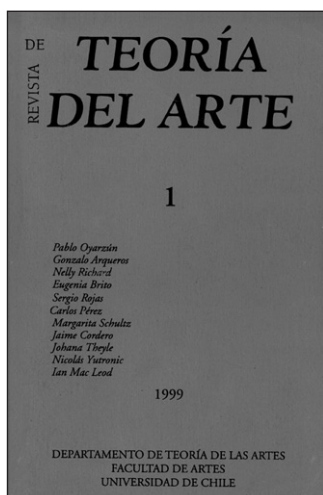 REVISTA DE
TEORÍA
DEL ARTE
1
Pablo Oyarzún
Gonzalo Arqueros
Nelly Richard
Eugenia Brito
Sergio Rojas
Carlos Pérez
Margarita Schultz
Jaime Cordero
Johana Theyle
Nicolás Yutronic
Ian Mac Leod
1999
DEPARTAMENTO DE TEORÍA DE LAS ARTES
FACULTAD DE ARTES
UNIVERSIDAD DE CHILE